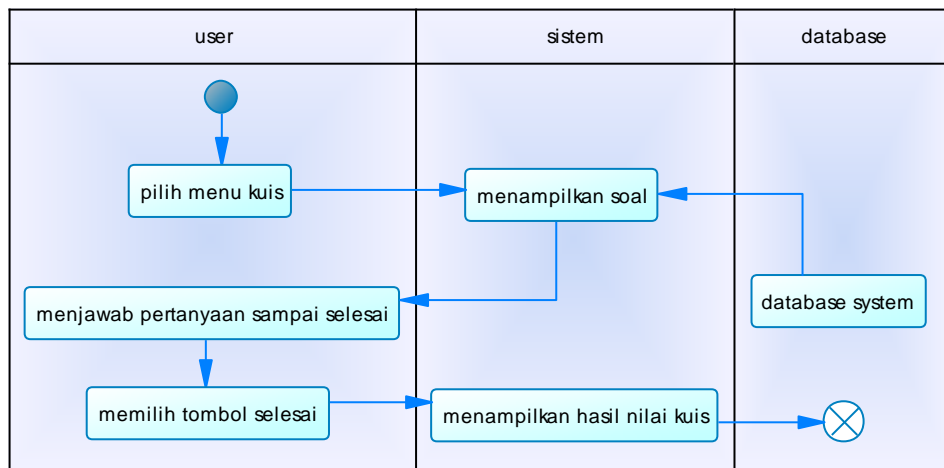 user
sistem
database
pilih menu kuis
menampilkan soal
menjawab pertanyaan sampai selesai
database system
memilih tombol selesai
menampilkan hasil nilai kuis